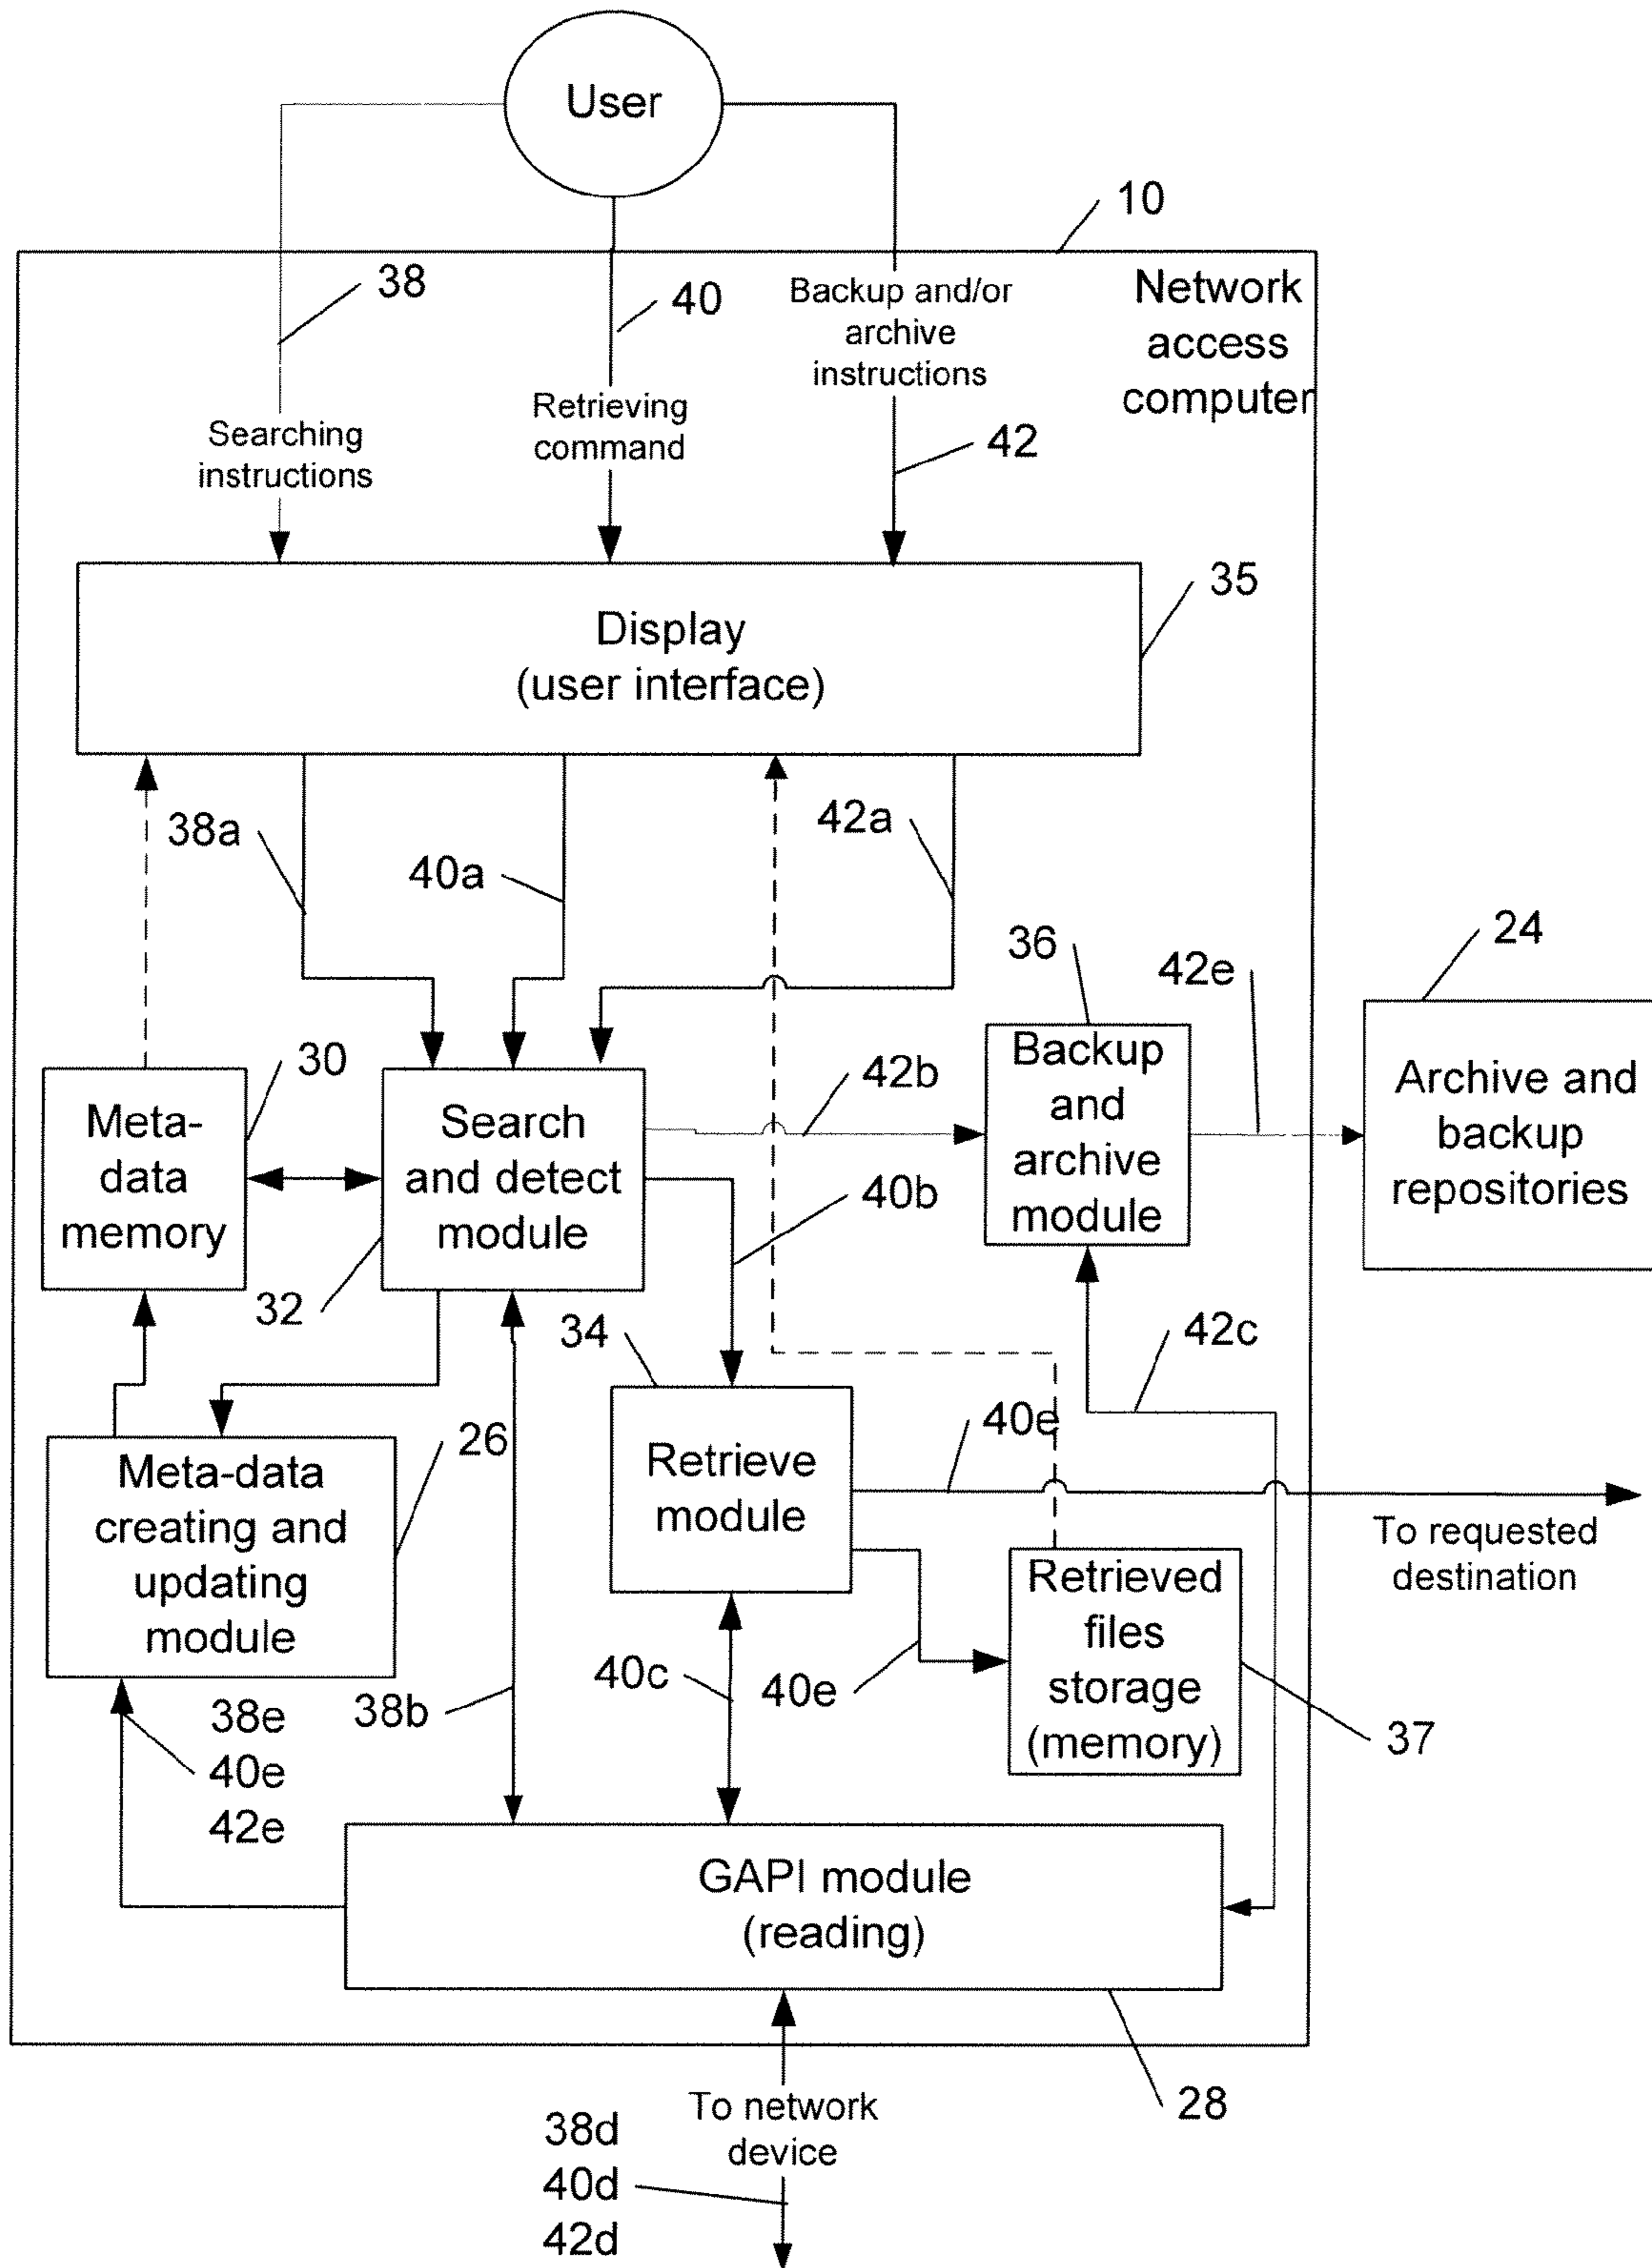 User
10
38
40
Backup and/or
archive
instructions
Network
access
computer
Retrieving
command
Searching
instructions
42
35
Display
(user interface)
38a
40a
42a
36
42e
24
30
Meta-
data
memory
Search
and detect
module
42b
Backup
and
archive
module
Archive and
backup
repositories
40b
32
34
42c
26
Meta-data
creating and
updating
module
Retrieve
module
40e
To requested
destination
Retrieved
files
storage
(memory)
40c
40e
37
38e
40e
42e
38b
GAPI module
(reading)
28
To network
device
38d
40d
42d